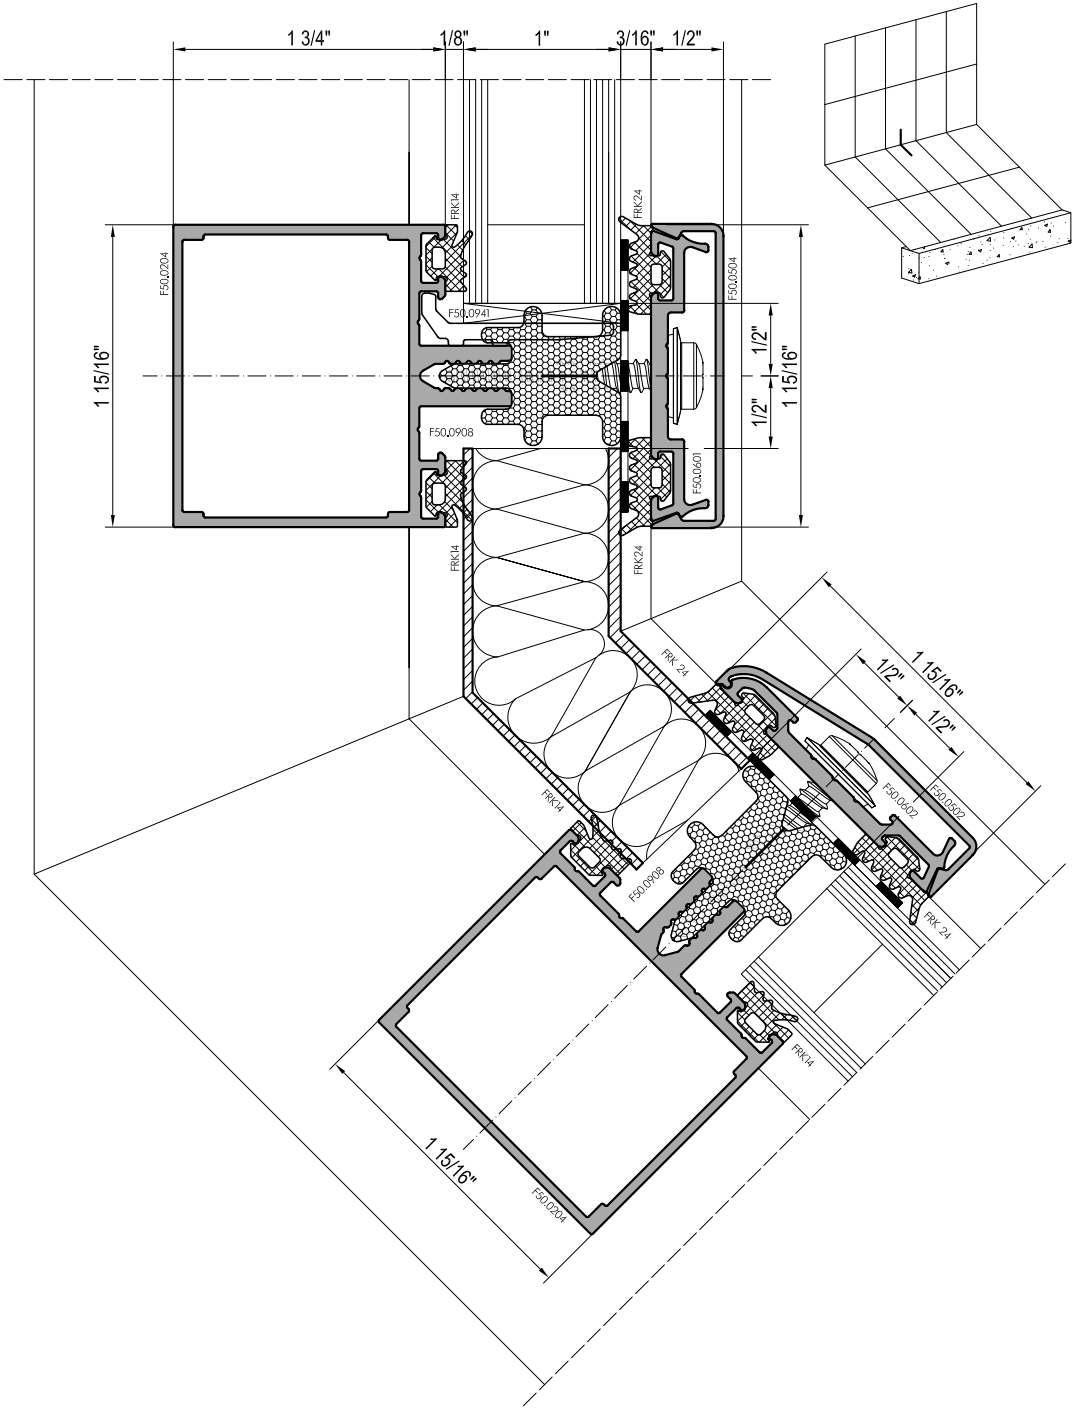 1 3/4"
1/8"
1"
3/16"
1/2"
FRK14
FRK24
F50.0204
F50.0504
F50.0941
1/2"
1 15/16"
1 15/16"
1/2"
F50.0908
F50.0601
FRK14
FRK24
FRK 24
1/2"
1 15/16"
1/2"
F50.0602
F50.0502
FRK14
F50.0908
FRK 24
FRK14
1 15/16"
F50.0204